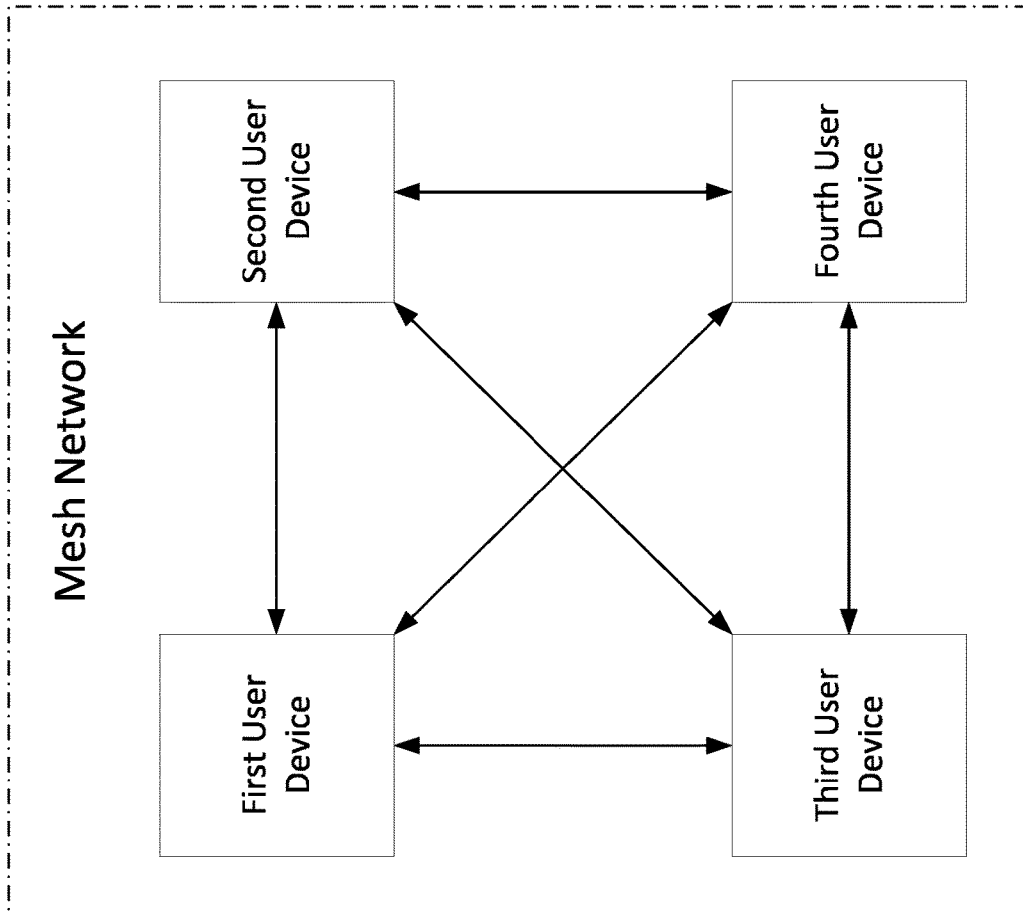 Mesh Network
First User
Device
Second User
Device
Third User
Device
Fourth User
Device